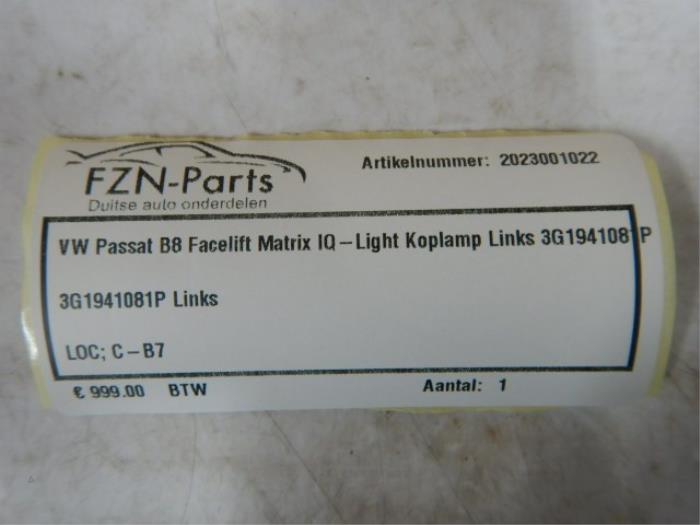 FZN-Parts
Duitse auto onderdelen
Artikelnummer: 2023001022
VW Passat B8 Facelift Matrix IQ-Light Koplamp Links 3G1941081P
3G1941081P Links
LOC; C-B7
€ 999.00 BTW
Aantal: 1